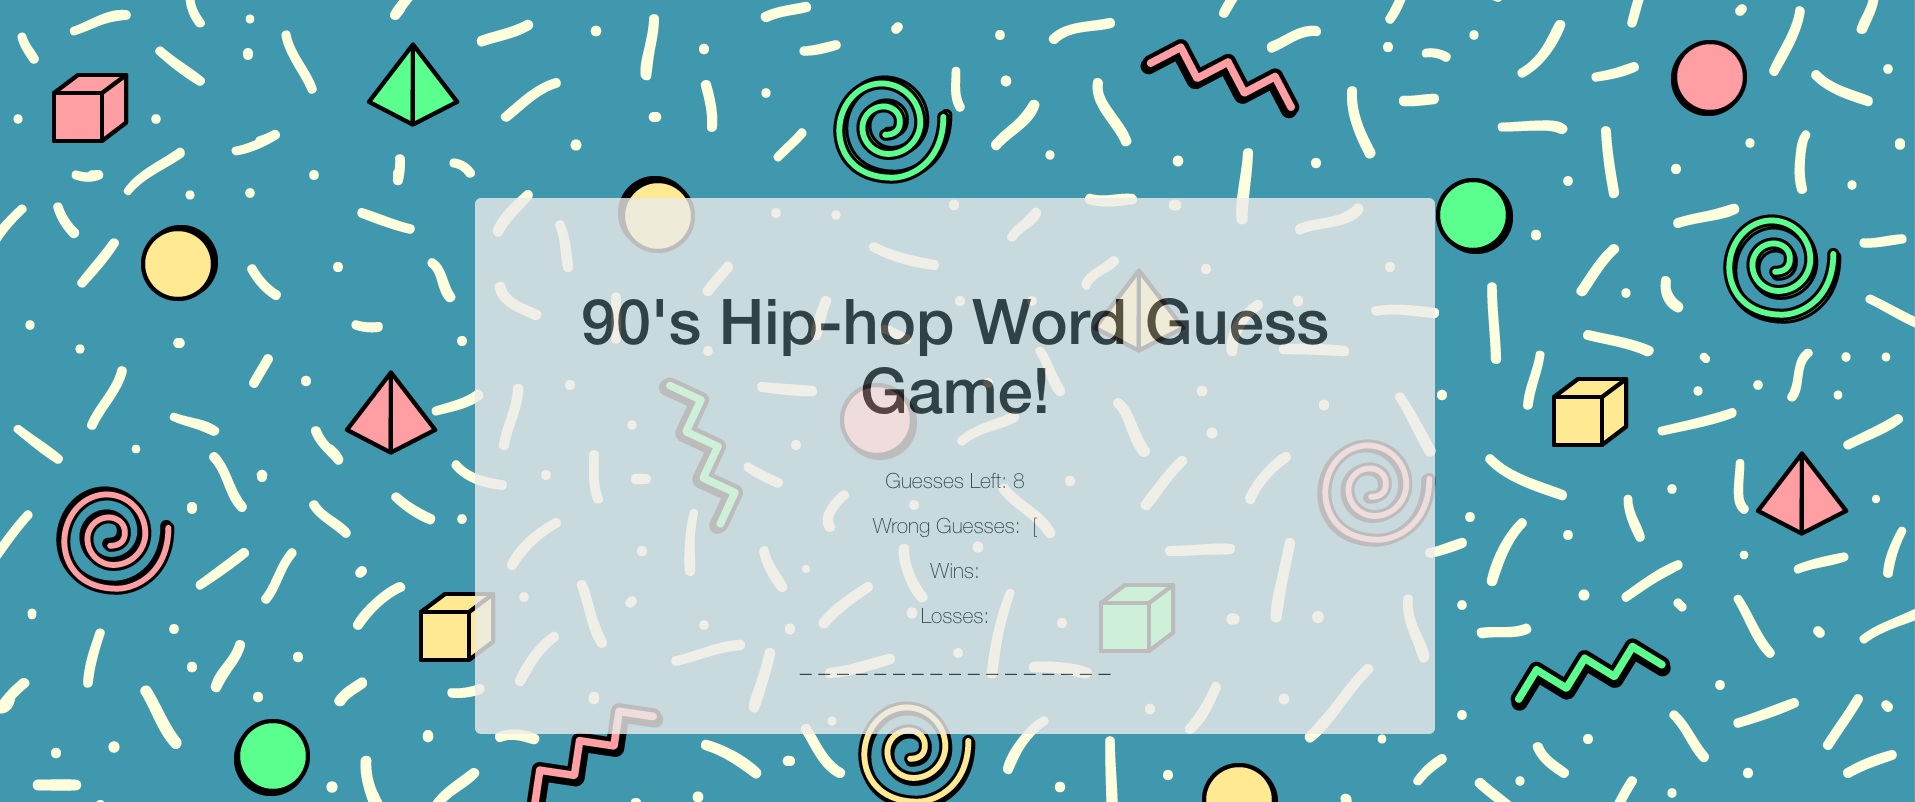 90's Hip-hop Word Guess
Game!
Guesses Left: 8
Wrong Guesses: [
Wins:
Losses:
_ _ _ _ _ _ _ _ _ _ _ _ _ _ _ _ _